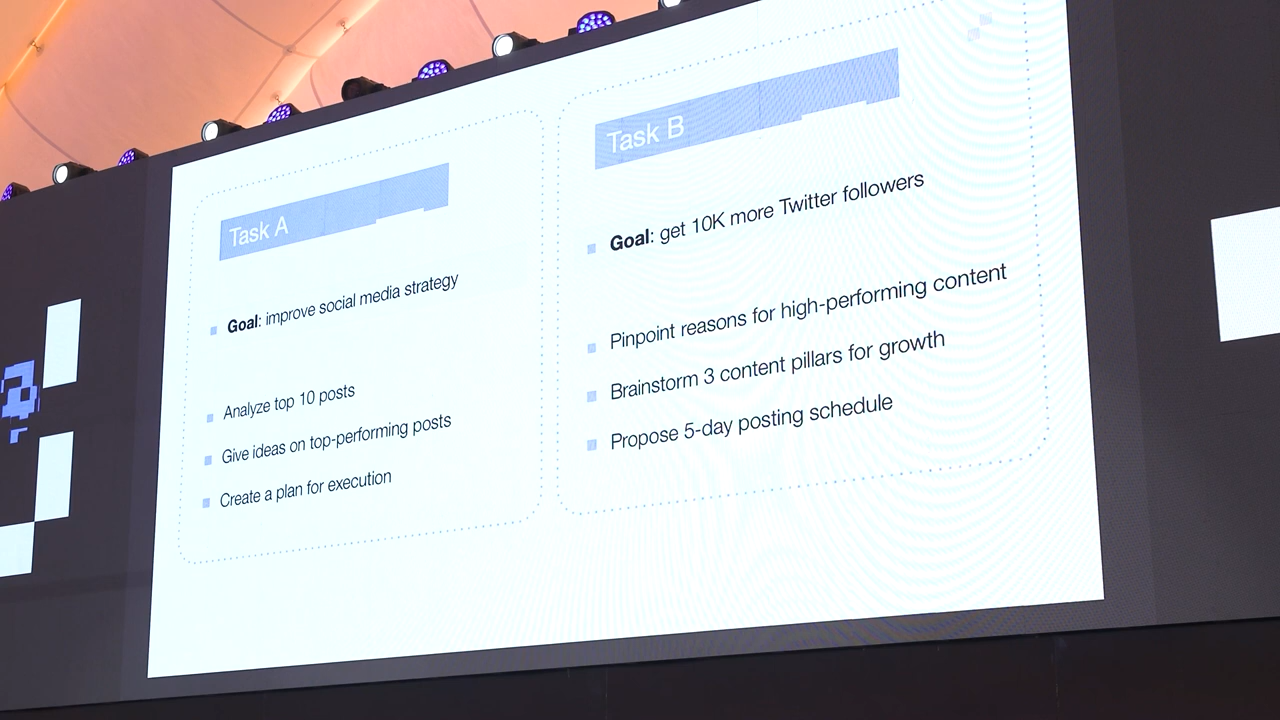 Task A
Goal: improve social media strategy
Analyze top 10 posts
Give ideas on top-performing posts
Create a plan for execution
Task B
Goal: get 10K more Twitter followers
Pinpoint reasons for high-performing content
Brainstorm 3 content pillars for growth
Propose 5-day posting schedule